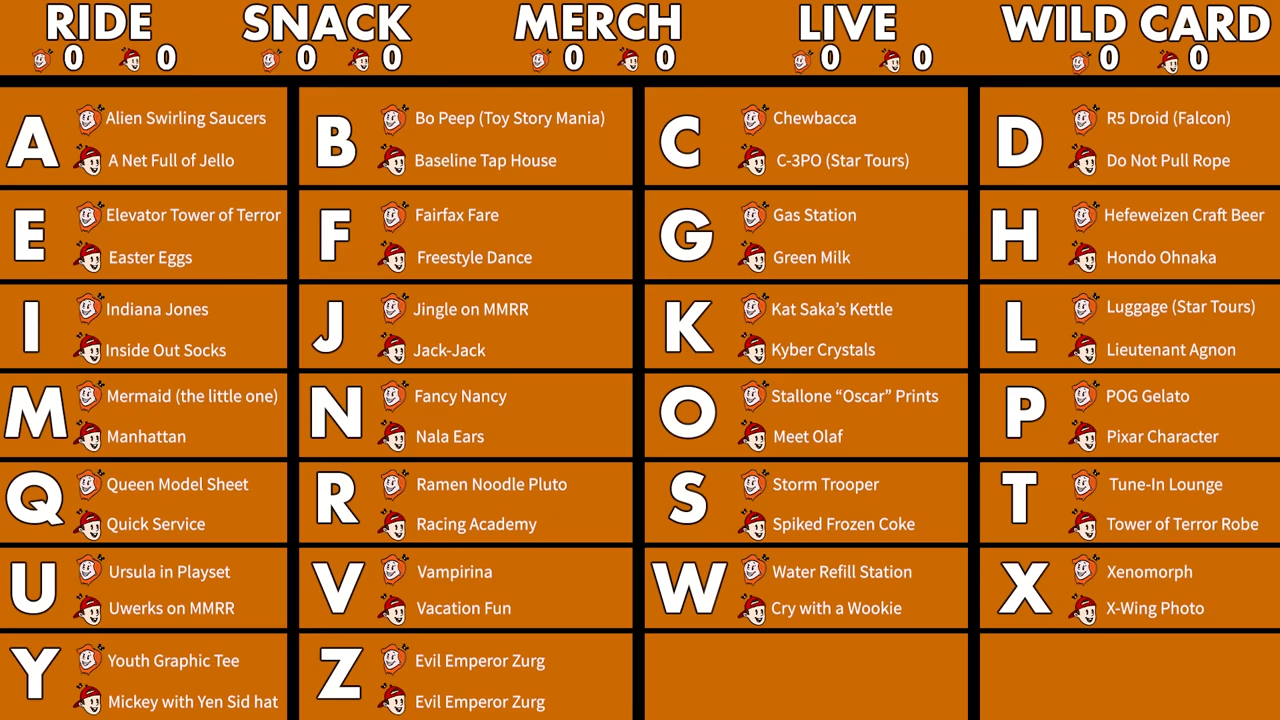 RIDE SNACK MERCH LIVE WILD CARD
0 0 0 0 0 0 0 0 0 0
A
Alien Swirling Saucers
A Net Full of Jello
B
Bo Peep (Toy Story Mania)
Baseline Tap House
C
Chewbacca
C-3PO (Star Tours)
D
R5 Droid (Falcon)
Do Not Pull Rope
E
Elevator Tower of Terror
Easter Eggs
F
Fairfax Fare
Freestyle Dance
G
Gas Station
Green Milk
H
Hefeweizen Craft Beer
Hondo Ohnaka
I
Indiana Jones
Inside Out Socks
J
Jingle on MMRR
Jack-Jack
K
Kat Saka’s Kettle
Kyber Crystals
L
Luggage (Star Tours)
Lieutenant Agnon
M
Mermaid (the little one)
Manhattan
N
Fancy Nancy
Nala Ears
O
Stallone “Oscar” Prints
Meet Olaf
P
POG Gelato
Pixar Character
Q
Queen Model Sheet
Quick Service
R
Ramen Noodle Pluto
Racing Academy
S
Storm Trooper
Spiked Frozen Coke
T
Tune-In Lounge
Tower of Terror Robe
U
Ursula in Playset
Uwerks on MMRR
V
Vampirina
Vacation Fun
W
Water Refill Station
Cry with a Wookie
X
Xenomorph
X-Wing Photo
Y
Youth Graphic Tee
Mickey with Yen Sid hat
Z
Evil Emperor Zurg
Evil Emperor Zurg